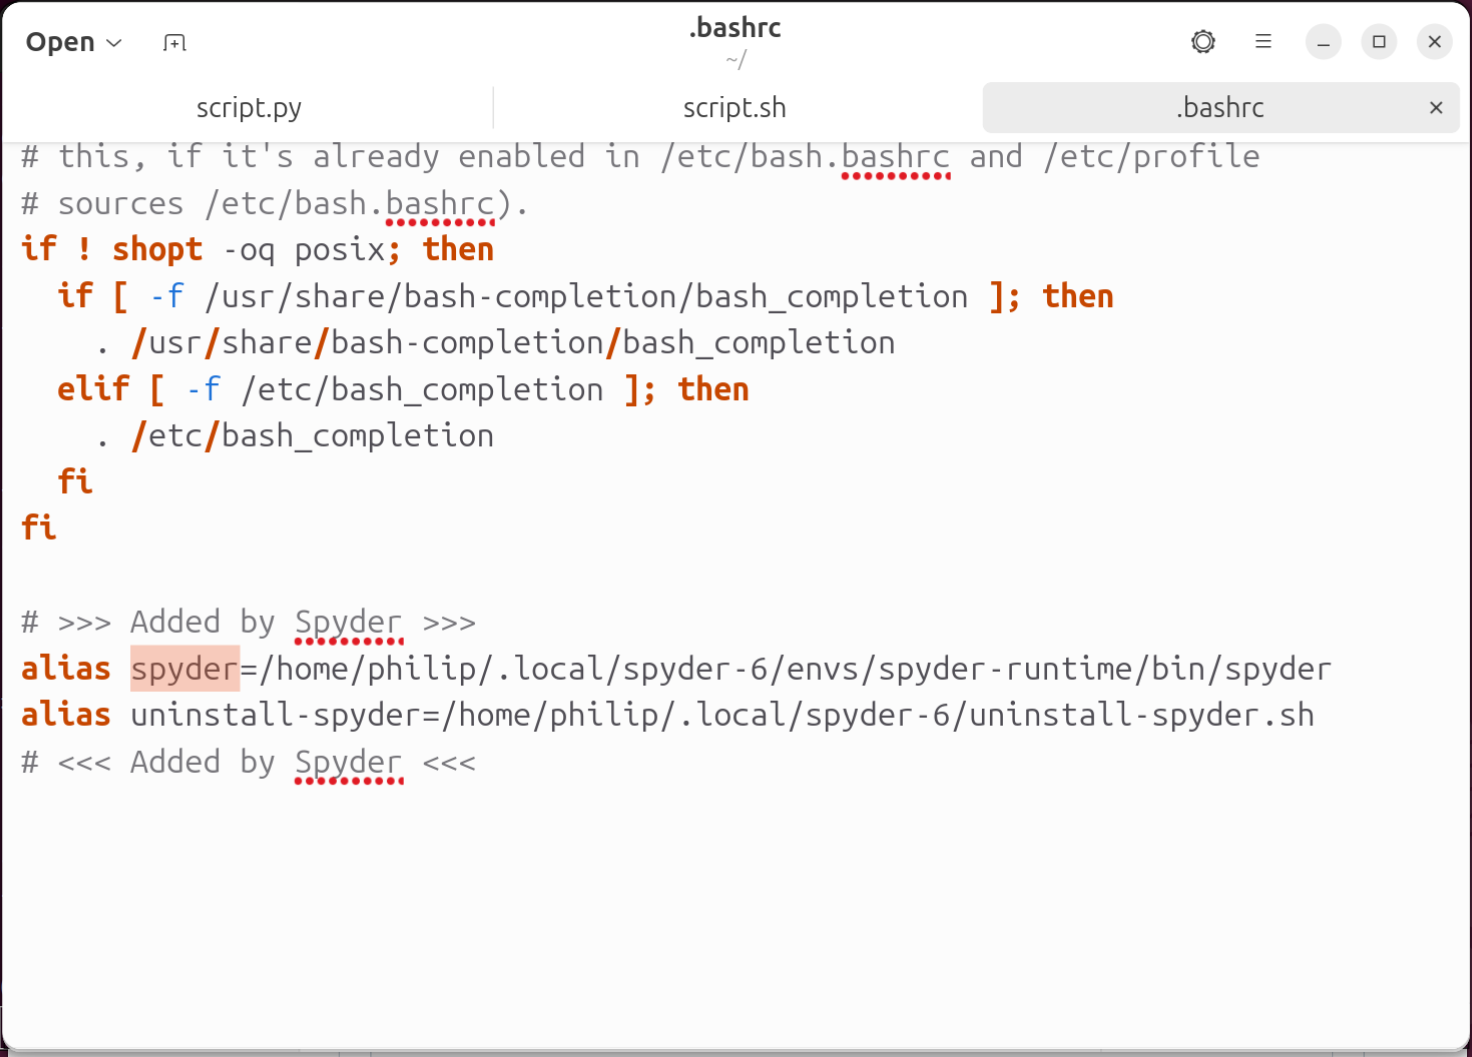 Open
.bashrc
~/
script.py
script.sh
.bashrc
# this, if it's already enabled in /etc/bash.bashrc and /etc/profile
# sources /etc/bash.bashrc).
if ! shopt -oq posix; then
  if [ -f /usr/share/bash-completion/bash_completion ]; then
    . /usr/share/bash-completion/bash_completion
  elif [ -f /etc/bash_completion ]; then
    . /etc/bash_completion
  fi
fi
# >>> Added by Spyder >>>
alias spyder=/home/philip/.local/spyder-6/envs/spyder-runtime/bin/spyder
alias uninstall-spyder=/home/philip/.local/spyder-6/uninstall-spyder.sh
# <<< Added by Spyder <<<